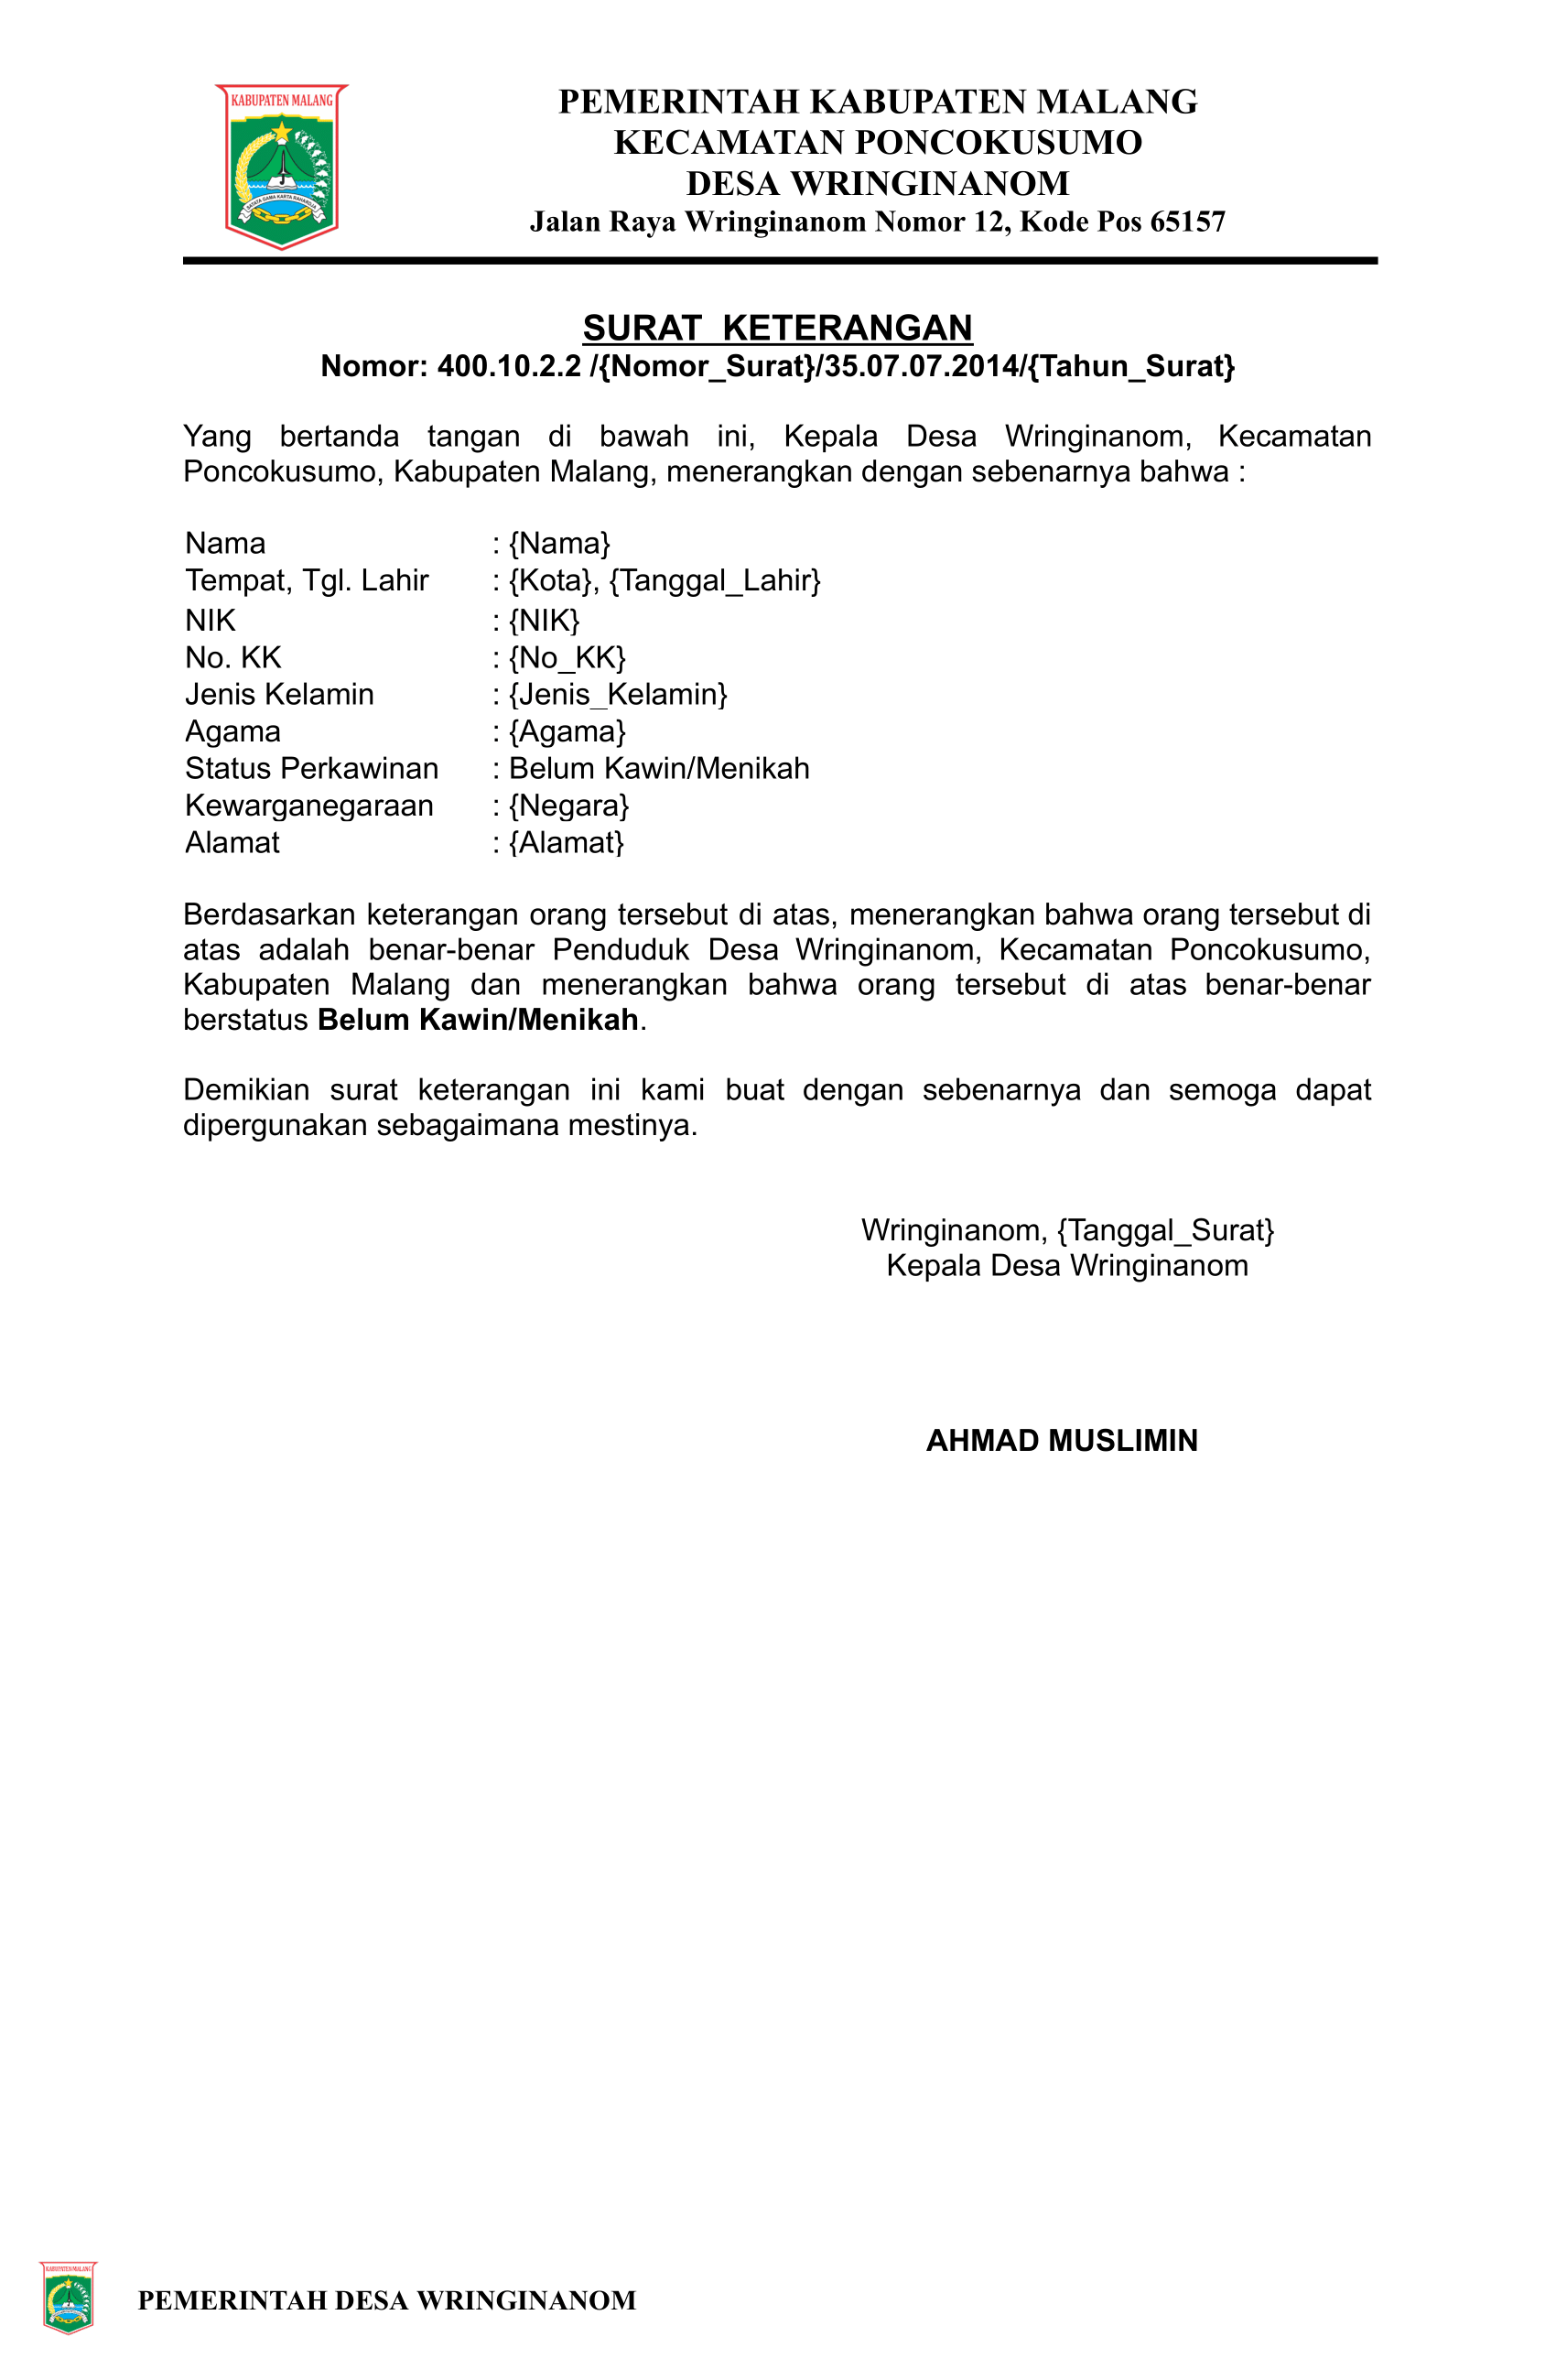 KABUPATEN MALANG
SATATA GAMA KARTA RAHARDJA
PEMERINTAH KABUPATEN MALANG
KECAMATAN PONCOKUSUMO
DESA WRINGINANOM
Jalan Raya Wringinanom Nomor 12, Kode Pos 65157
SURAT KETERANGAN
Nomor: 400.10.2.2 /{Nomor_Surat}/35.07.07.2014/{Tahun_Surat}
Yang bertanda tangan di bawah ini, Kepala Desa Wringinanom, Kecamatan
Poncokusumo, Kabupaten Malang, menerangkan dengan sebenarnya bahwa :
Nama : {Nama}
Tempat, Tgl. Lahir : {Kota}, {Tanggal_Lahir}
NIK : {NIK}
No. KK : {No_KK}
Jenis Kelamin : {Jenis_Kelamin}
Agama : {Agama}
Status Perkawinan : Belum Kawin/Menikah
Kewarganegaraan : {Negara}
Alamat : {Alamat}
Berdasarkan keterangan orang tersebut di atas, menerangkan bahwa orang tersebut di
atas adalah benar-benar Penduduk Desa Wringinanom, Kecamatan Poncokusumo,
Kabupaten Malang dan menerangkan bahwa orang tersebut di atas benar-benar
berstatus Belum Kawin/Menikah.
Demikian surat keterangan ini kami buat dengan sebenarnya dan semoga dapat
dipergunakan sebagaimana mestinya.
Wringinanom, {Tanggal_Surat}
Kepala Desa Wringinanom
AHMAD MUSLIMIN
KABUPATEN MALANG
PEMERINTAH DESA WRINGINANOM